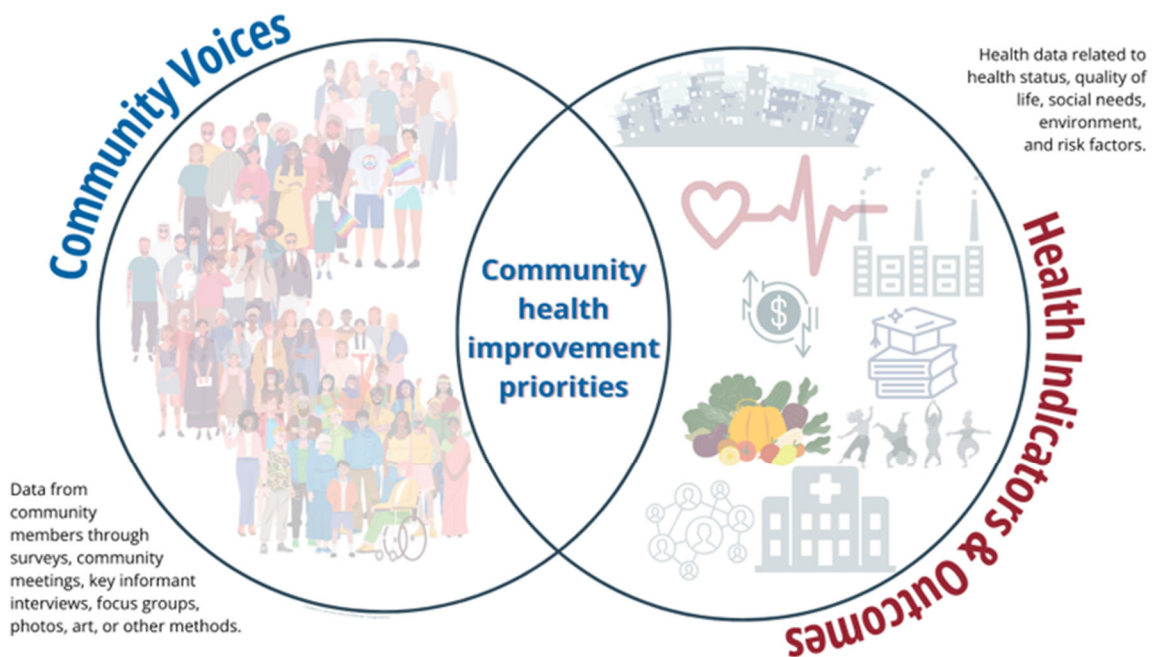 Community Voices
Health data related to
health status, quality of
life, social needs,
environment,
and risk factors.
Community
health
improvement
priorities
$
Health Indicators & Outcomes
Data from
community
members through
surveys, community
meetings, key informant
interviews, focus groups,
photos, art, or other methods.